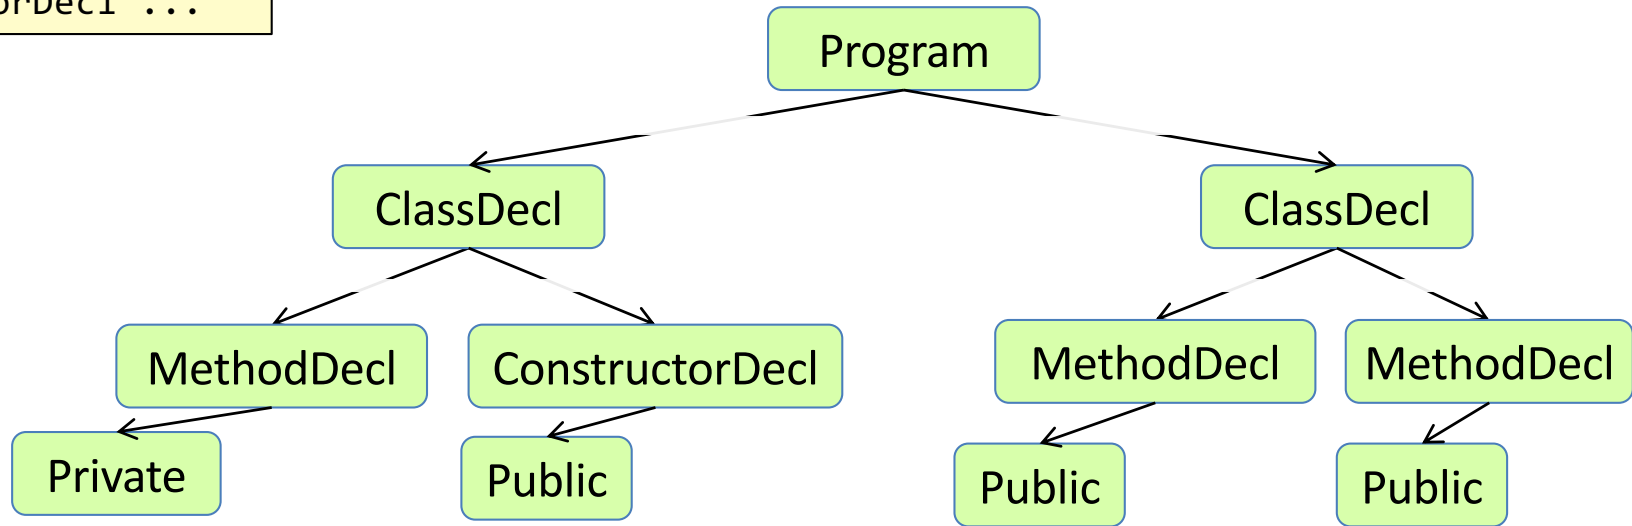 ...
Program
ClassDecl ClassDecl
MethodDecl ConstructorDecl MethodDecl MethodDecl
Private Public Public Public